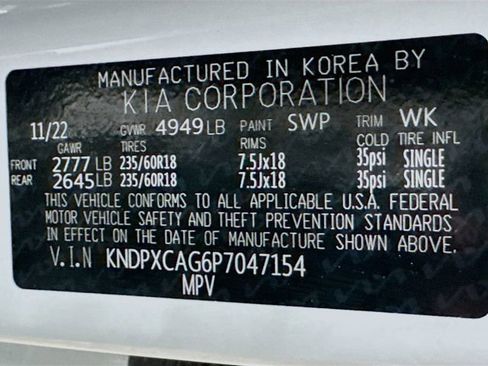 MANUFACTURED IN KOREA BY
KIA CORPORATION
11/22 GVWR 4949 LB PAINT SWP TRIM WK
GAWR TIRES RIMS COLD TIRE INFL
FRONT 2777 LB 235/60R18 7.5Jx18 35psi SINGLE
REAR 2645 LB 235/60R18 7.5Jx18 35psi SINGLE
THIS VEHICLE CONFORMS TO ALL APPLICABLE U.S.A. FEDERAL
MOTOR VEHICLE SAFETY AND THEFT PREVENTION STANDARDS
IN EFFECT ON THE DATE OF MANUFACTURE SHOWN ABOVE.
V.I.N KNDPXCAG6P7047154
MPV